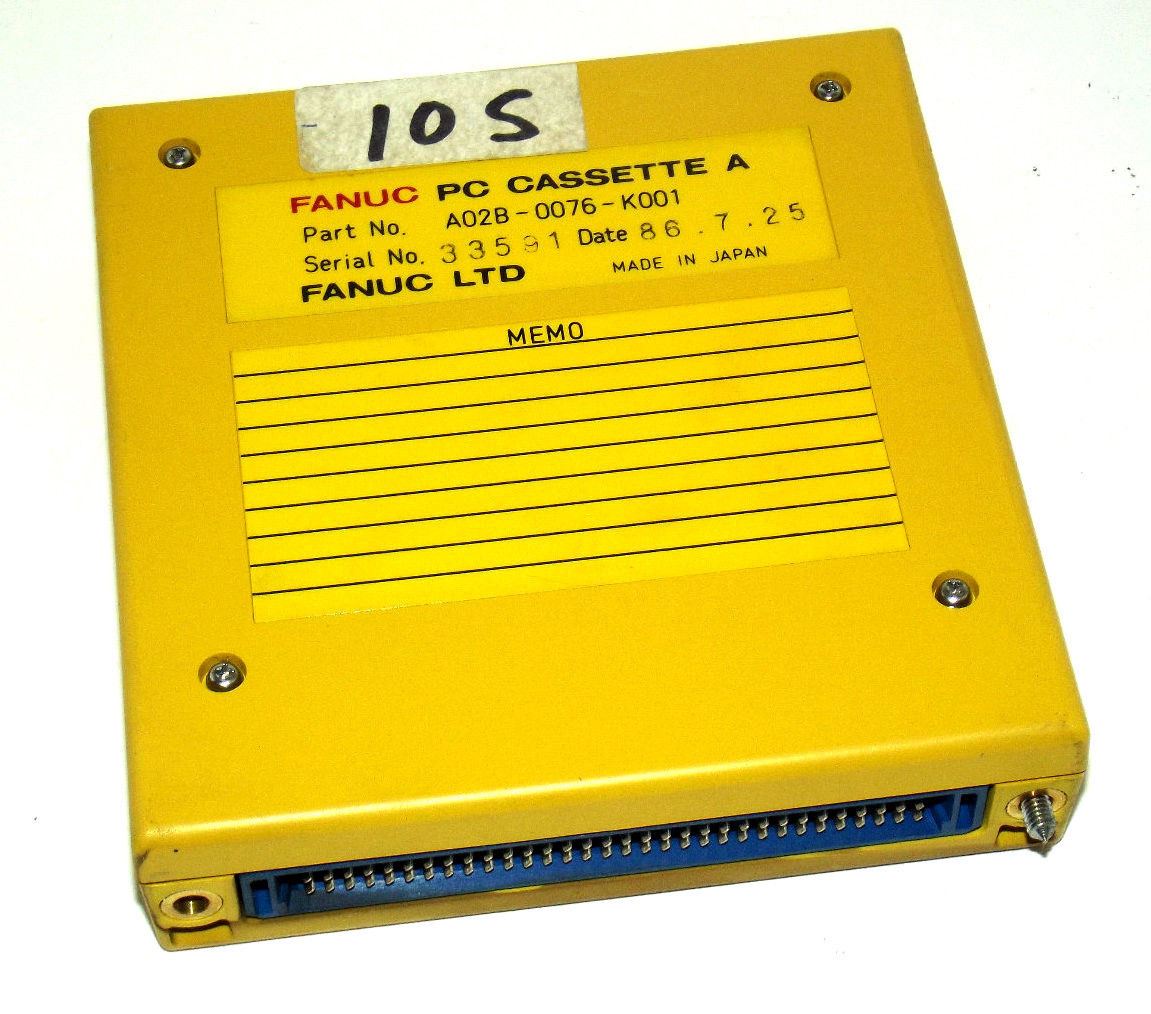 10S
FANUC PC CASSETTE A
Part No. A02B-0076-K001
Serial No. 33591 Date 86.7.25
FANUC LTD MADE IN JAPAN
MEMO